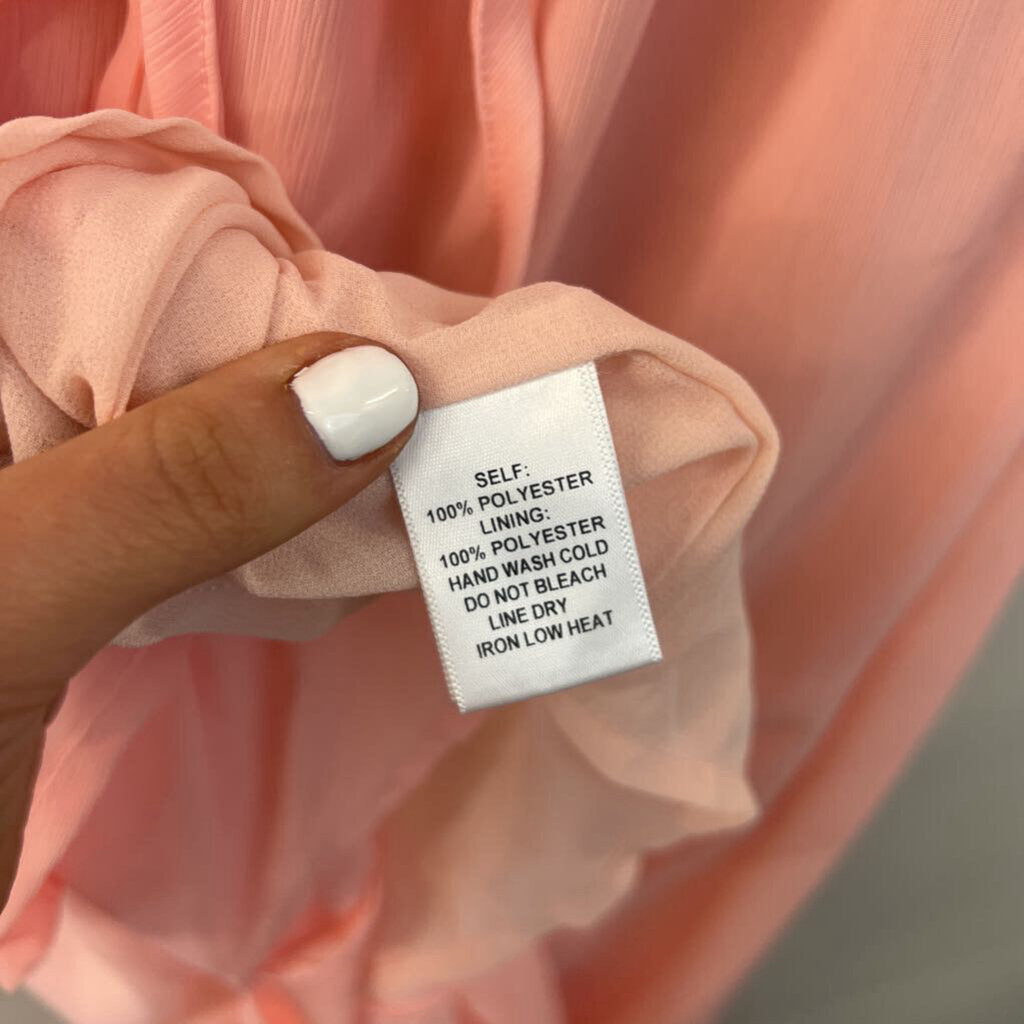 SELF:
100% POLYESTER
LINING:
100% POLYESTER
HAND WASH COLD
DO NOT BLEACH
LINE DRY
IRON LOW HEAT